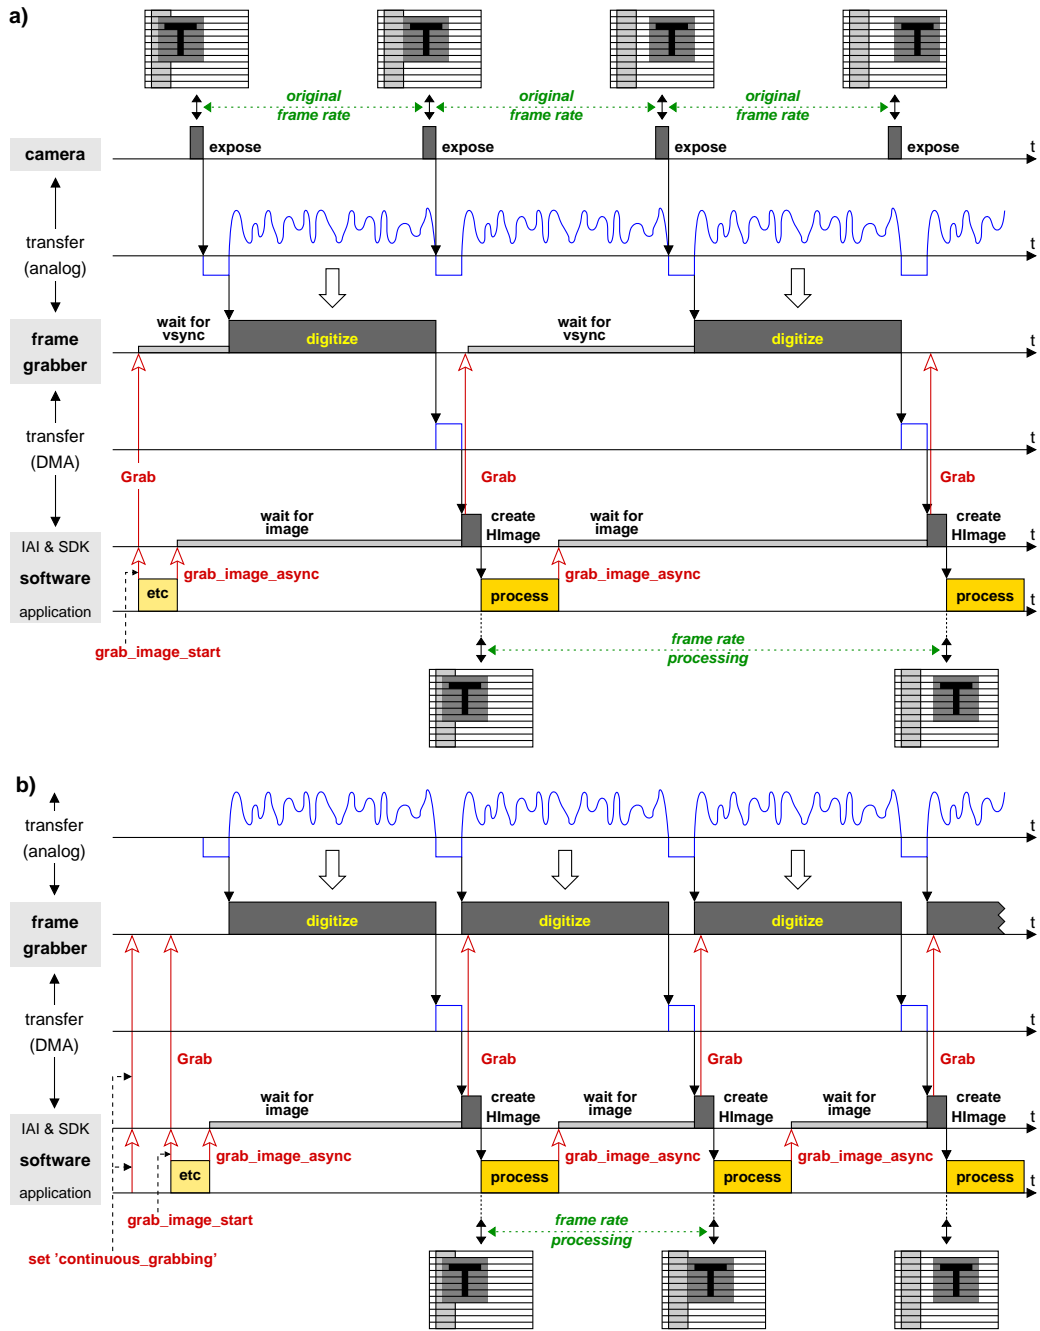 a)
T T T T
original original original
frame rate frame rate frame rate
camera expose expose expose expose t
transfer
(analog) t
wait for wait for
vsync vsync
frame
grabber digitize digitize t
transfer
(DMA) t
Grab Grab Grab
wait for create wait for create
image HImage image HImage
IAI & SDK t
software
application
grab_image_async grab_image_async
etc process process t
grab_image_start
frame rate
processing
T T
b)
transfer
(analog) t
frame
grabber digitize digitize digitize t
transfer
(DMA) t
Grab Grab Grab Grab
wait for create wait for create wait for create
image HImage image HImage image HImage
IAI & SDK t
software
application
grab_image_async grab_image_async grab_image_async
etc process process process t
grab_image_start
frame rate
processing
set 'continuous_grabbing'
T T T